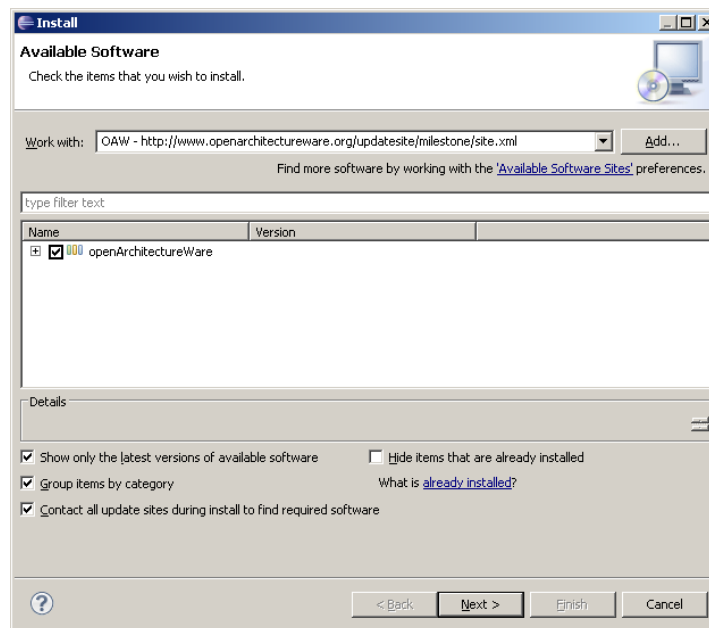 Install
Available Software
Check the items that you wish to install.
Work with: OAW - http://www.openarchitectureware.org/updatesite/milestone/site.xml Add...
Find more software by working with the 'Available Software Sites' preferences.
type filter text
Name Version
openArchitectureWare
Details
Show only the latest versions of available software Hide items that are already installed
Group items by category What is already installed?
Contact all update sites during install to find required software
? < Back Next > Finish Cancel